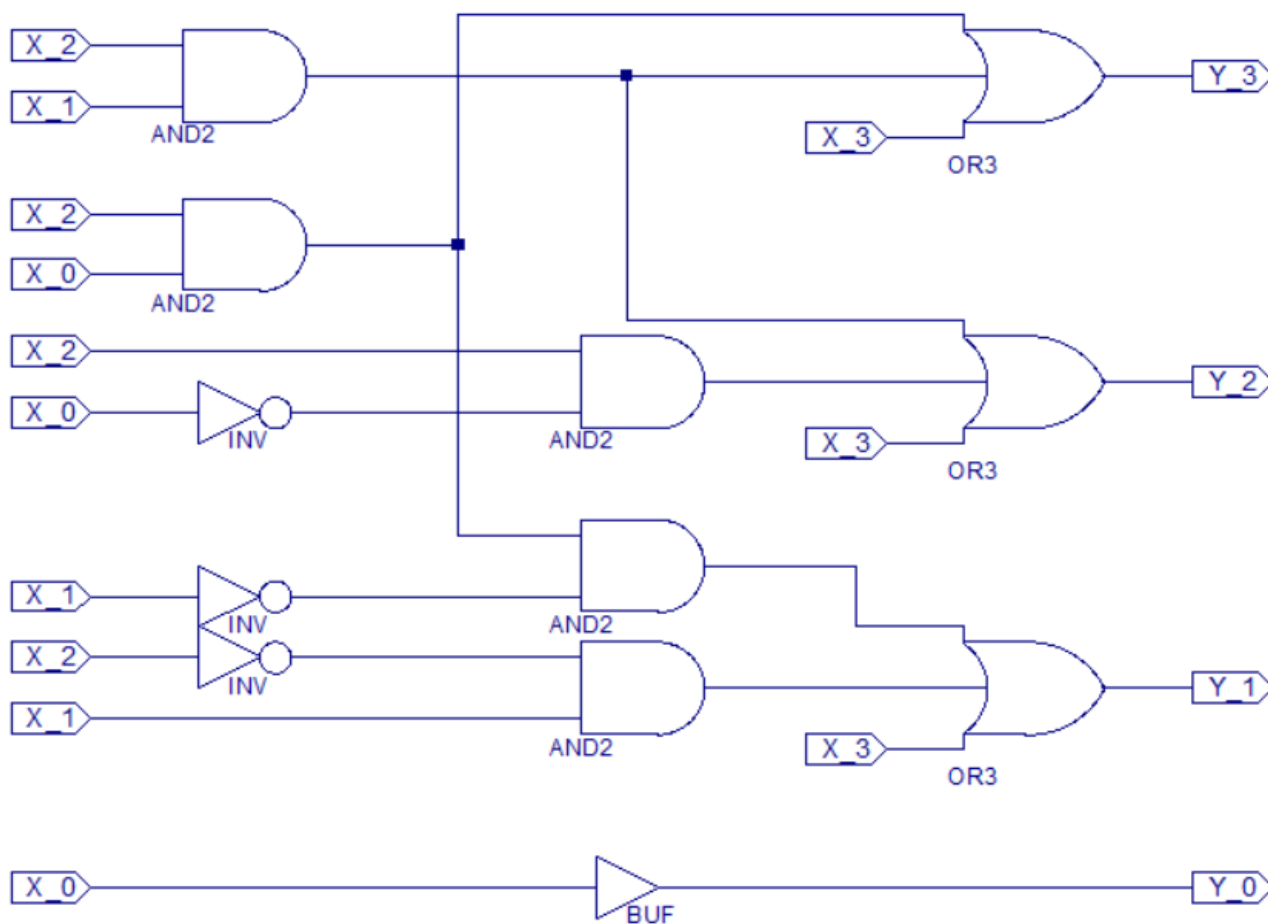 X_2
Y_3
X_1
X_3
AND2
OR3
X_2
X_0
AND2
X_2
Y_2
X_0
INV
AND2
X_3
OR3
X_1
INV
AND2
X_2
INV
Y_1
X_1
AND2
X_3
OR3
X_0
BUF
Y_0